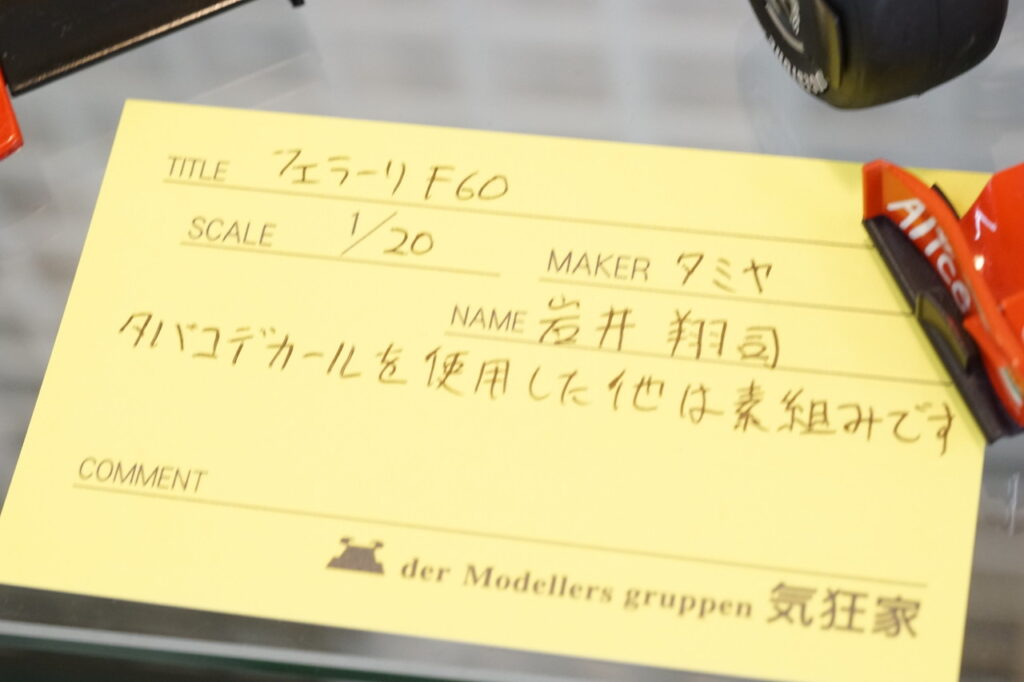 TITLE フェラーリ F60
SCALE 1/20
MAKER タミヤ
NAME 岩井 翔司
タバコデカールを使用した他は素組みです
COMMENT
der Modellers gruppen 気狂家
AITCO